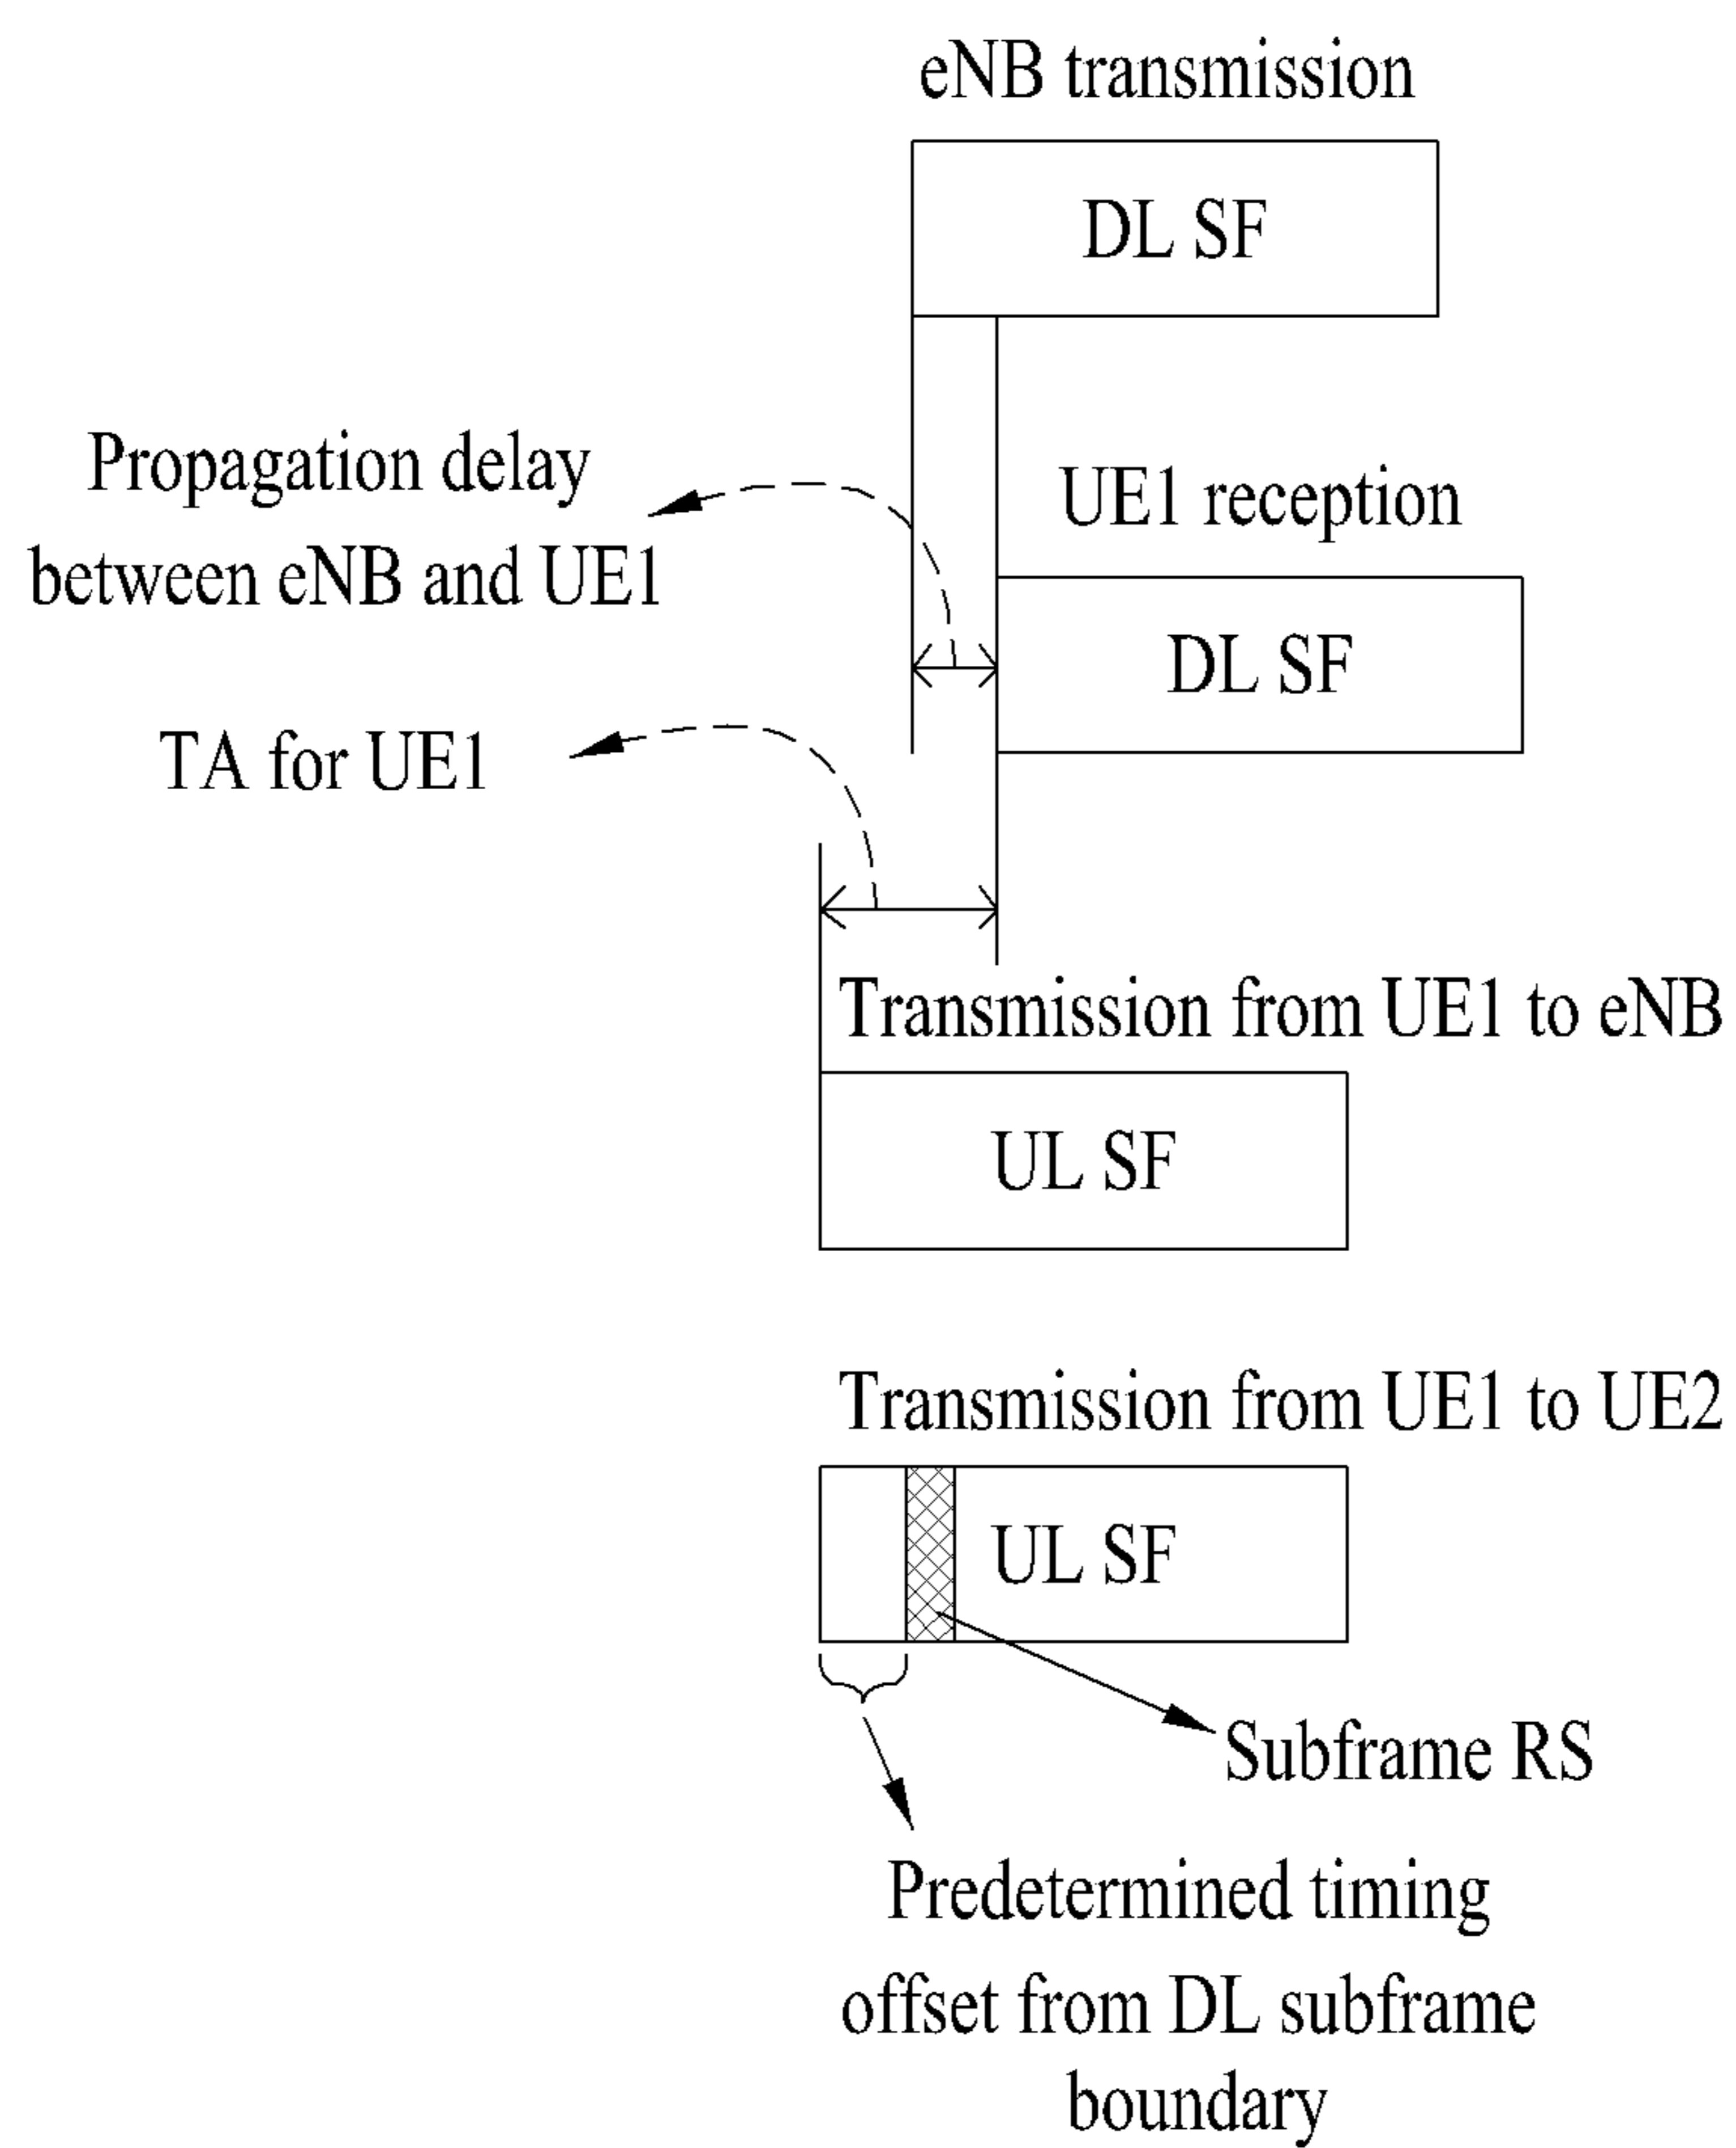 eNB transmission
DL SF
Propagation delay
between eNB and UE1
UE1 reception
DL SF
TA for UE1
Transmission from UE1 to eNB
UL SF
Transmission from UE1 to UE2
UL SF
Subframe RS
Predetermined timing
offset from DL subframe
boundary